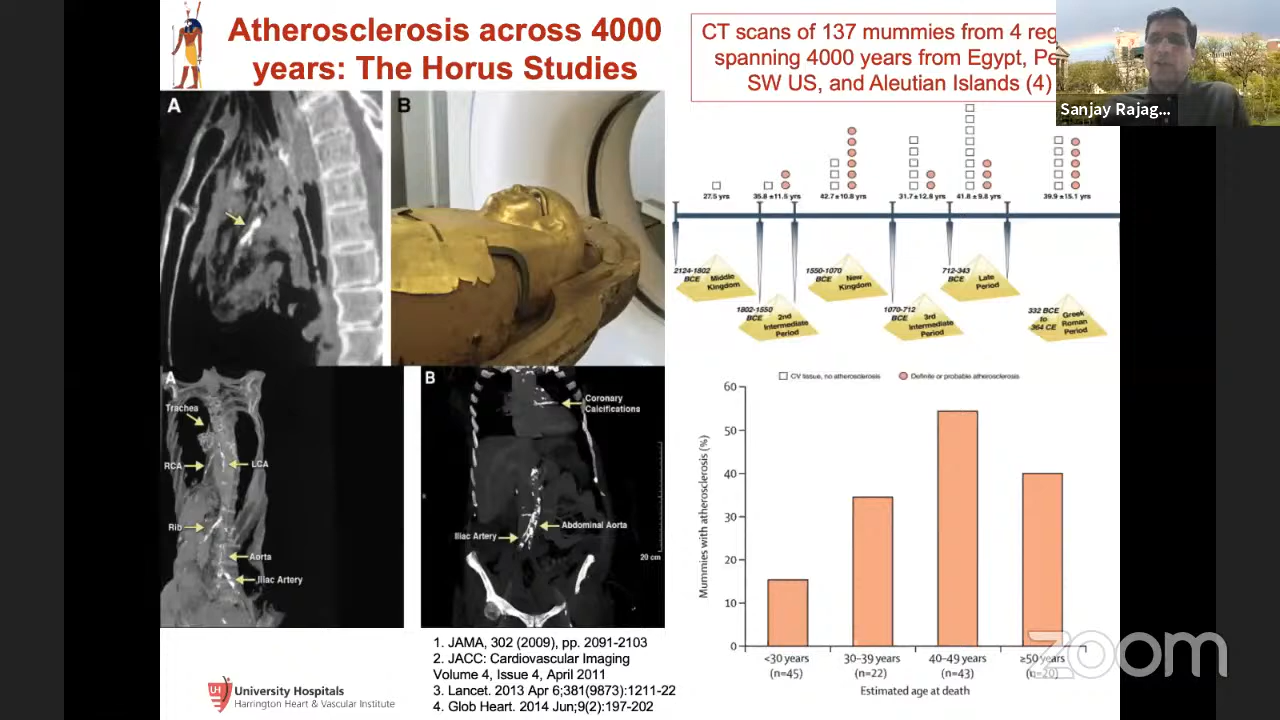 Atherosclerosis across 4000
years: The Horus Studies
CT scans of 137 mummies from 4 reg
spanning 4000 years from Egypt, Pe
SW US, and Aleutian Islands (4)
Sanjay Rajag...
A
B
27.5 yrs
35.8 ±11.5 yrs
42.7±10.8 yrs
31.7±12.8 yrs
41.8 ±9.8 yrs
39.9 ±15.1 yrs
2124-1802
BCE
Middle
Kingdom
1802-1550
BCE
2nd
Intermediate
Period
1550-1070
BCE
New
Kingdom
1070-712
BCE
3rd
Intermediate
Period
712-343
BCE
Late
Period
332 BCE
to
364 CE
Greek
Roman
Period
CV tissue, no atherosclerosis
Definite or probable atherosclerosis
A
Trachea
RCA
LCA
Rib
Aorta
Iliac Artery
B
Coronary
Calcifications
Abdominal Aorta
Iliac Artery
20 cm
Mummies with atherosclerosis (%)
60
50
40
30
20
10
0
<30 years
(n=45)
30–39 years
(n=22)
40–49 years
(n=43)
≥50 years
(n=20)
Estimated age at death
1. JAMA, 302 (2009), pp. 2091-2103
2. JACC: Cardiovascular Imaging
Volume 4, Issue 4, April 2011
3. Lancet. 2013 Apr 6;381(9873):1211-22
4. Glob Heart. 2014 Jun;9(2):197-202
UH
University Hospitals
Harrington Heart & Vascular Institute
zoom